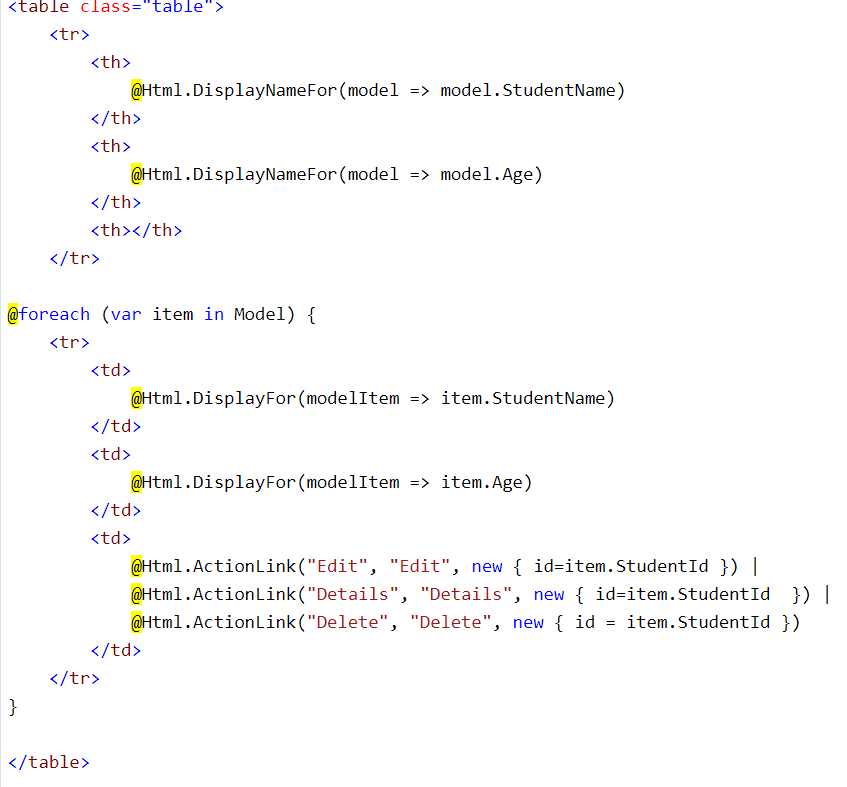 <table class="table">
    <tr>
        <th>
            @Html.DisplayNameFor(model => model.StudentName)
        </th>
        <th>
            @Html.DisplayNameFor(model => model.Age)
        </th>
        <th></th>
    </tr>

@foreach (var item in Model) {
    <tr>
        <td>
            @Html.DisplayFor(modelItem => item.StudentName)
        </td>
        <td>
            @Html.DisplayFor(modelItem => item.Age)
        </td>
        <td>
            @Html.ActionLink("Edit", "Edit", new { id=item.StudentId }) |
            @Html.ActionLink("Details", "Details", new { id=item.StudentId  }) |
            @Html.ActionLink("Delete", "Delete", new { id = item.StudentId })
        </td>
    </tr>
}

</table>